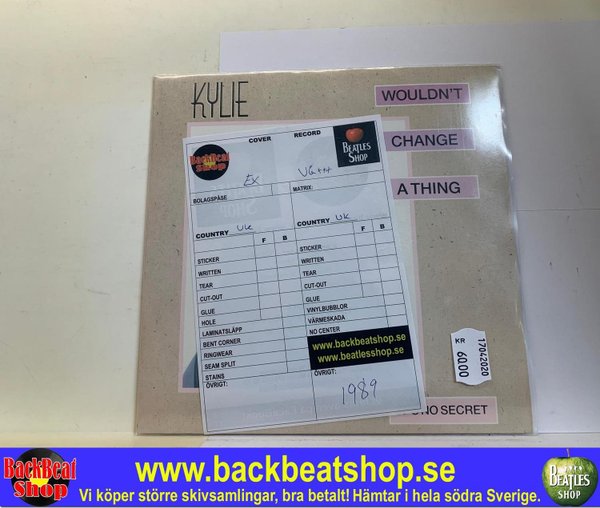 KYLIE
WOULDN'T
CHANGE
A THING
COVER
RECORD
BackBeat
Shop
BEATLES
SHOP
EX
VG+++
BOLAGSPÅSE
MATRIX:
COUNTRY UK
COUNTRY UK
F B
F B
STICKER
STICKER
WRITTEN
WRITTEN
TEAR
TEAR
CUT-OUT
CUT-OUT
GLUE
GLUE
HOLE
VINYLBUBBLOR
LAMINATSLÄPP
VÄRMESKADA
BENT CORNER
NO CENTER
RINGWEAR
SEAM SPLIT
STAINS
www.backbeatshop.se
www.beatlesshop.se
ÖVRIGT:
ÖVRIGT:
1989
17042020
KR 6000
NO SECRET
BackBeat
Shop
www.backbeatshop.se
Vi köper större skivsamlingar, bra betalt! Hämtar i hela södra Sverige.
BEATLES
SHOP